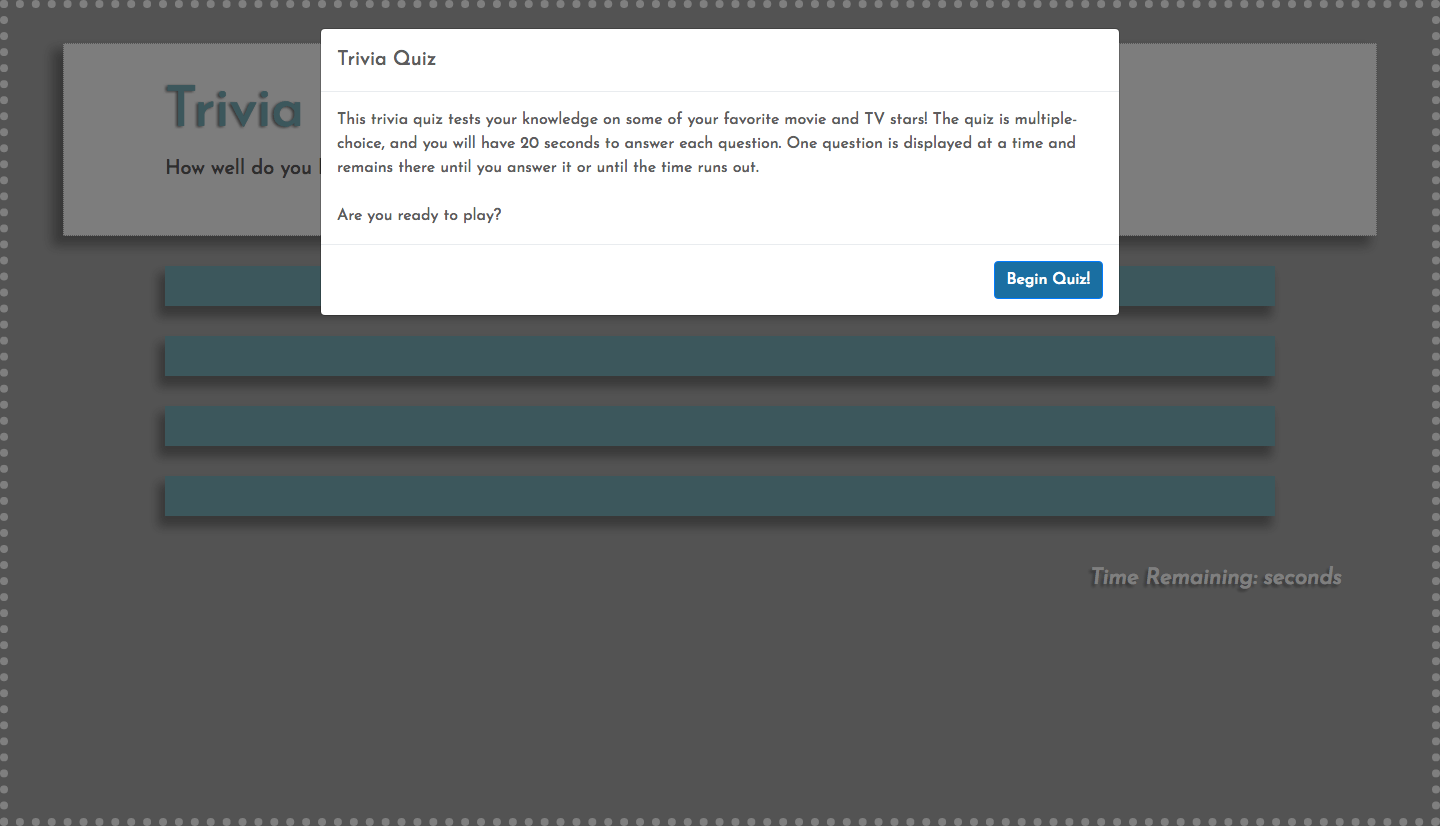 Trivia Quiz
This trivia quiz tests your knowledge on some of your favorite movie and TV stars! The quiz is multiple-
choice, and you will have 20 seconds to answer each question. One question is displayed at a time and
remains there until you answer it or until the time runs out.
Are you ready to play?
Begin Quiz!
Trivia
How well do you
Time Remaining: seconds